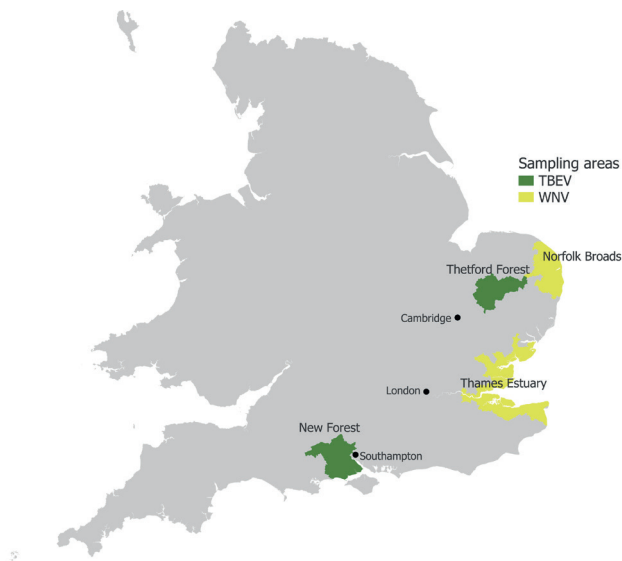 Sampling areas
TBEV
WNV
Norfolk Broads
Thetford Forest
Cambridge
Thames Estuary
London
New Forest
Southampton